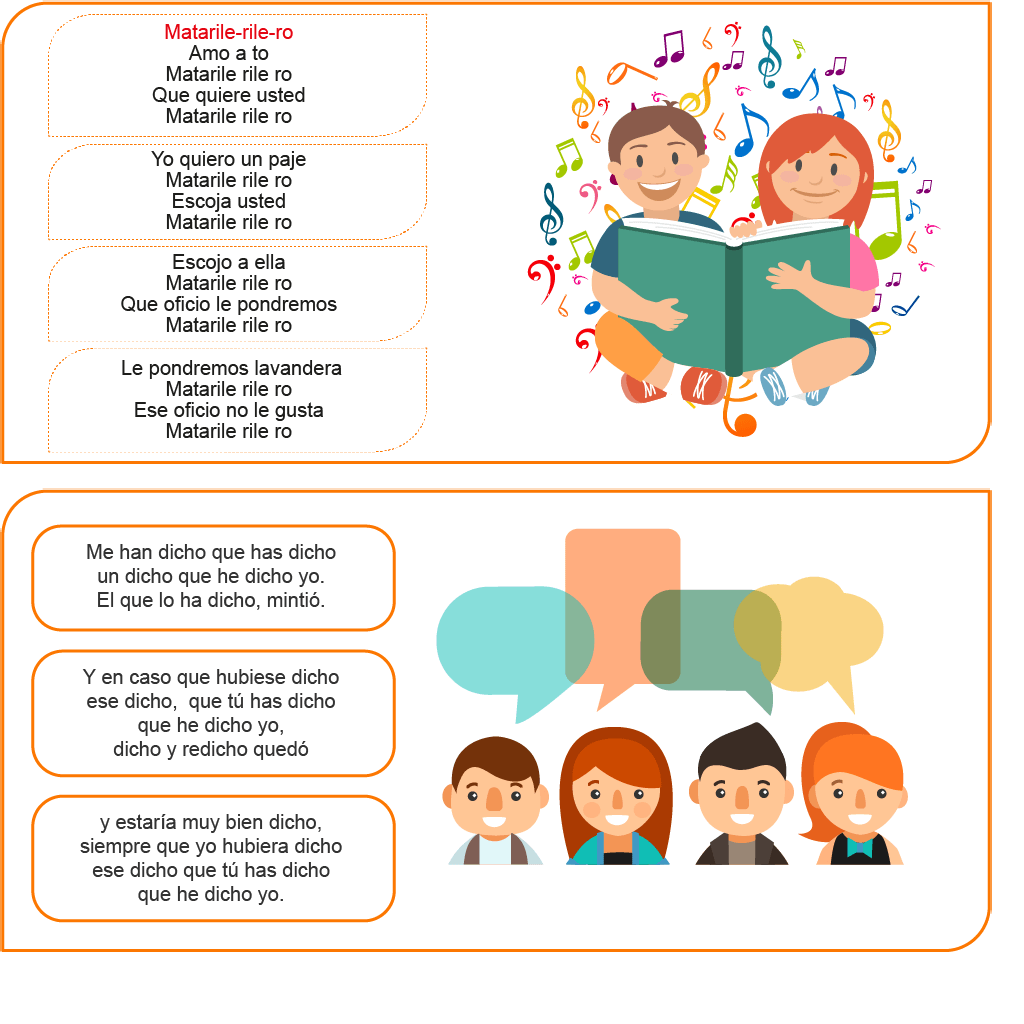 Matarile-rile-ro
Amo a to
Matarile rile ro
Que quiere usted
Matarile rile ro
Yo quiero un paje
Matarile rile ro
Escoja usted
Matarile rile ro
Escojo a ella
Matarile rile ro
Que oficio le pondremos
Matarile rile ro
Le pondremos lavandera
Matarile rile ro
Ese oficio no le gusta
Matarile rile ro
Me han dicho que has dicho
un dicho que he dicho yo.
El que lo ha dicho, mintió.
Y en caso que hubiese dicho
ese dicho,  que tú has dicho
que he dicho yo,
dicho y redicho quedó
y estaría muy bien dicho,
siempre que yo hubiera dicho
ese dicho que tú has dicho
que he dicho yo.